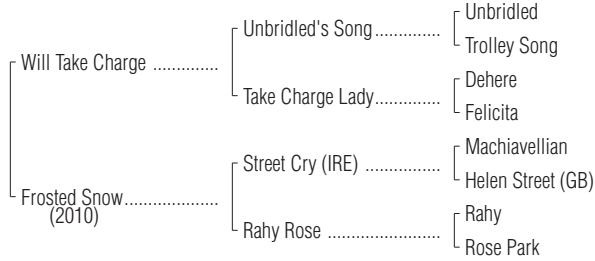 Unbridled
Unbridled's Song..............
Trolley Song
Will Take Charge ..............
Dehere
Take Charge Lady..............
Felicita
Machiavellian
Street Cry (IRE) ................
Helen Street (GB)
Frosted Snow....................
(2010)
Rahy
Rahy Rose .......................
Rose Park